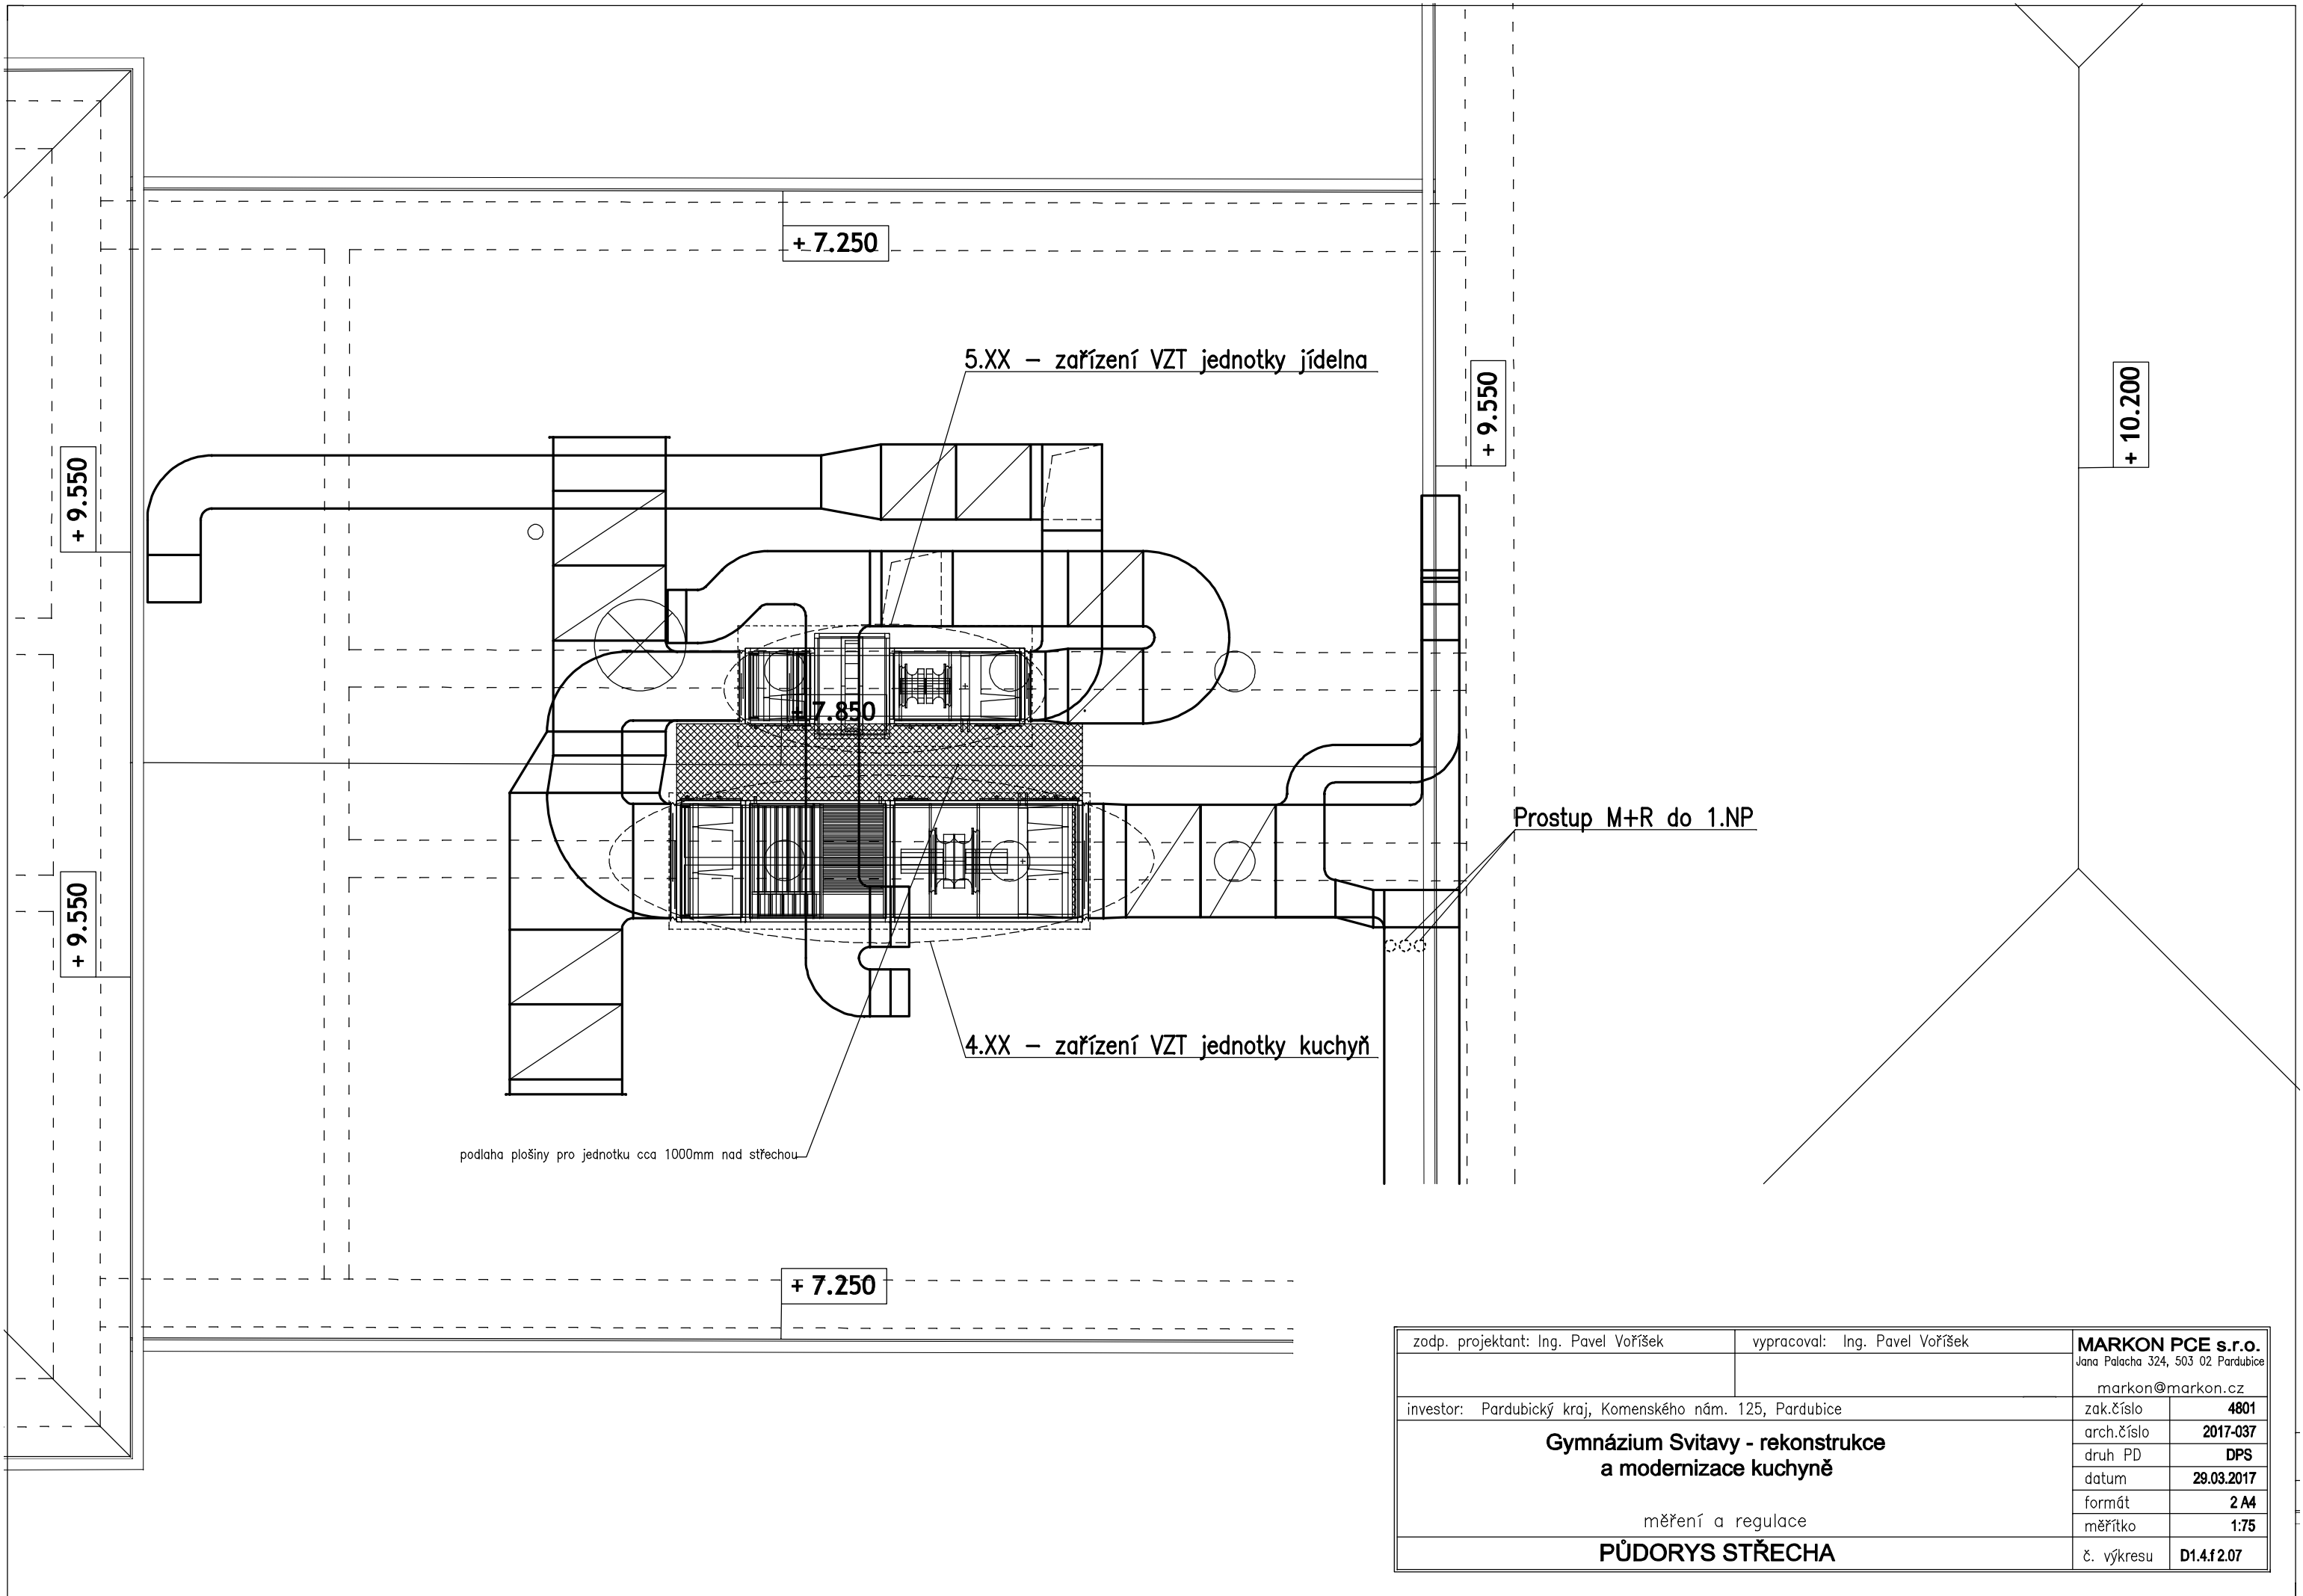 + 7.250
5.XX – zařízení VZT jednotky jídelna
+ 9.550
+ 10.200
+ 9.550
+ 7.850
Prostup M+R do 1.NP
+ 9.550
4.XX – zařízení VZT jednotky kuchyň
podlaha plošiny pro jednotku cca 1000mm nad střechou
+ 7.250
zodp. projektant: Ing. Pavel Voříšek
vypracoval: Ing. Pavel Voříšek
MARKON PCE s.r.o.
Jana Palacha 324, 503 02 Pardubice
markon@markon.cz
investor: Pardubický kraj, Komenského nám. 125, Pardubice
zak.číslo 4801
Gymnázium Svitavy - rekonstrukce
a modernizace kuchyně
arch.číslo 2017-037
druh PD DPS
datum 29.03.2017
formát 2 A4
měření a regulace
měřítko 1:75
PŮDORYS STŘECHA
č. výkresu D1.4.f 2.07